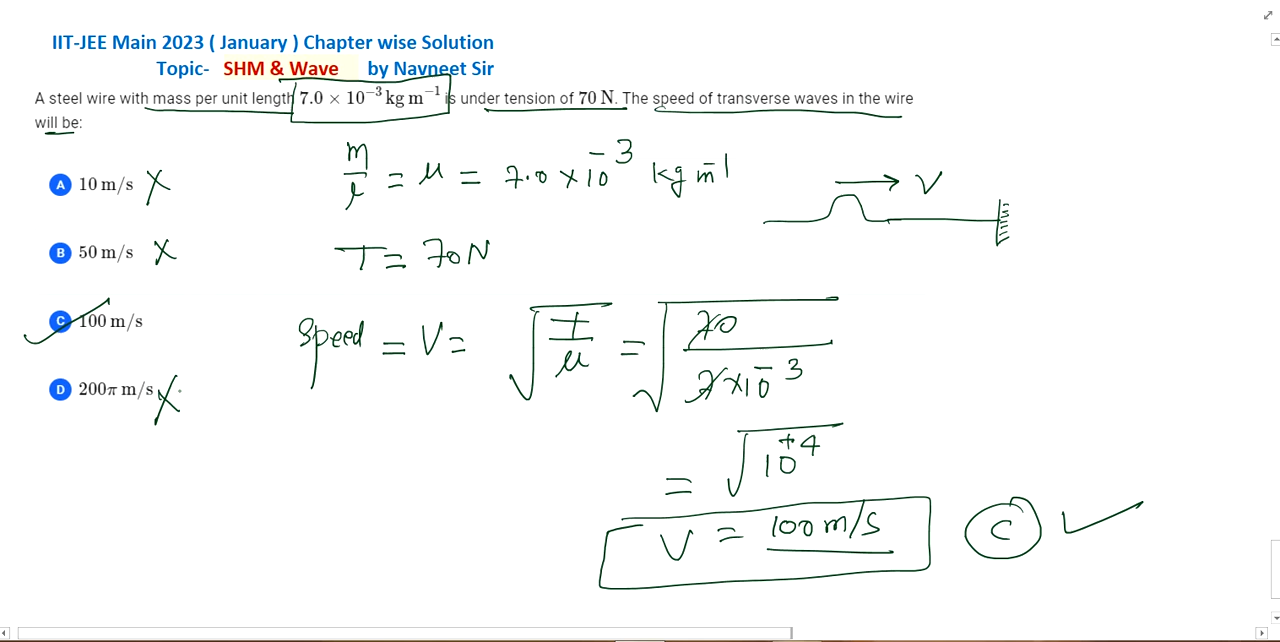 IIT-JEE Main 2023 ( January ) Chapter wise Solution
Topic- SHM & Wave by Navneet Sir
A steel wire with mass per unit length 7.0 × 10⁻³ kg m⁻¹ is under tension of 70 N. The speed of transverse waves in the wire
will be:
A 10 m/s X
B 50 m/s X
C 100 m/s
D 200π m/s X
m/l = μ = 7.0 × 10⁻³ kg m⁻¹
V
T = 70N
Speed = V = √(T/μ) = √(70/7×10⁻³)
= √10⁺⁴
V = 100 m/s C